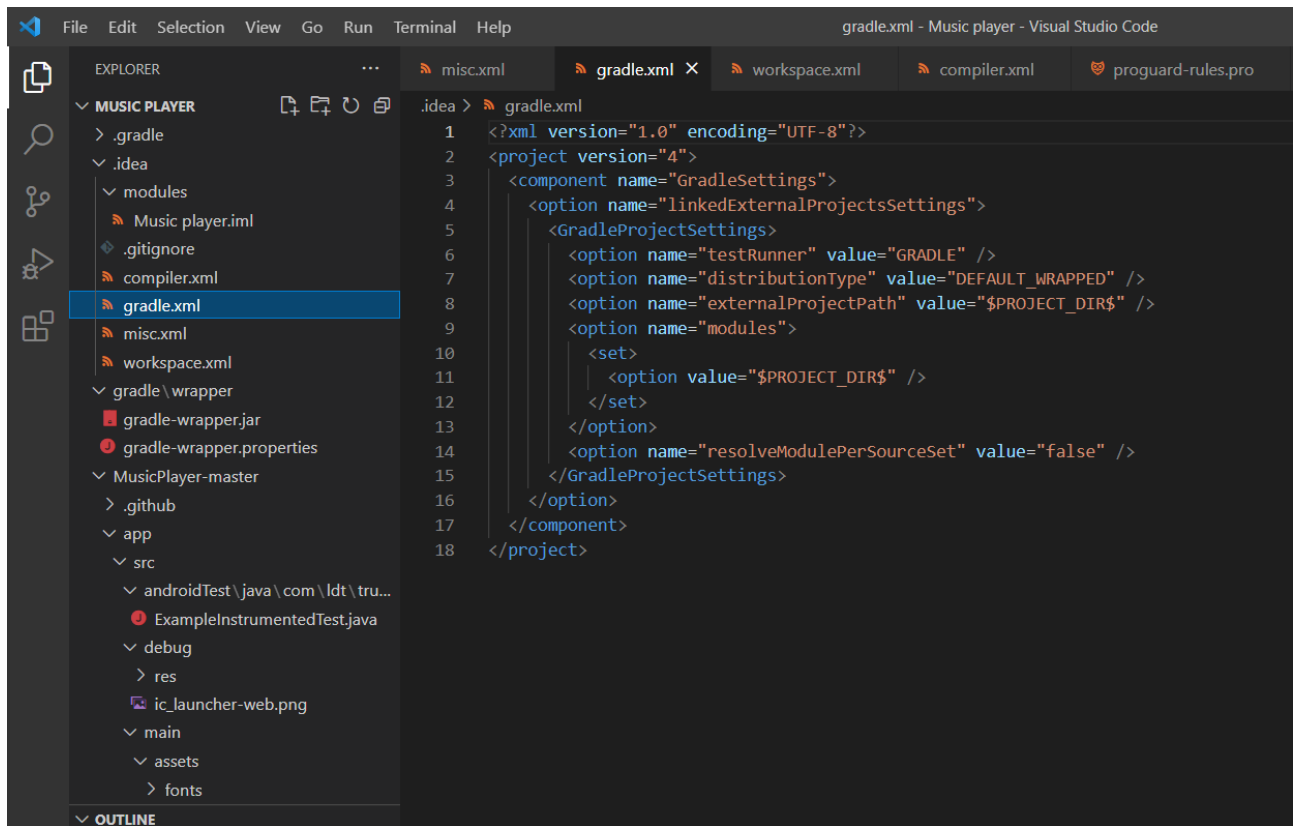 File Edit Selection View Go Run Terminal Help gradle.xml - Music player - Visual Studio Code
EXPLORER
MUSIC PLAYER
.gradle
.idea
modules
Music player.iml
.gitignore
compiler.xml
gradle.xml
misc.xml
workspace.xml
gradle\wrapper
gradle-wrapper.jar
gradle-wrapper.properties
MusicPlayer-master
.github
app
src
androidTest\java\com\ldt\tru...
ExampleInstrumentedTest.java
debug
res
ic_launcher-web.png
main
assets
fonts
OUTLINE
misc.xml gradle.xml workspace.xml compiler.xml proguard-rules.pro
.idea > gradle.xml
1 <?xml version="1.0" encoding="UTF-8"?>
2 <project version="4">
3 <component name="GradleSettings">
4 <option name="linkedExternalProjectsSettings">
5 <GradleProjectSettings>
6 <option name="testRunner" value="GRADLE" />
7 <option name="distributionType" value="DEFAULT_WRAPPED" />
8 <option name="externalProjectPath" value="$PROJECT_DIR$" />
9 <option name="modules">
10 <set>
11 <option value="$PROJECT_DIR$" />
12 </set>
13 </option>
14 <option name="resolveModulePerSourceSet" value="false" />
15 </GradleProjectSettings>
16 </option>
17 </component>
18 </project>